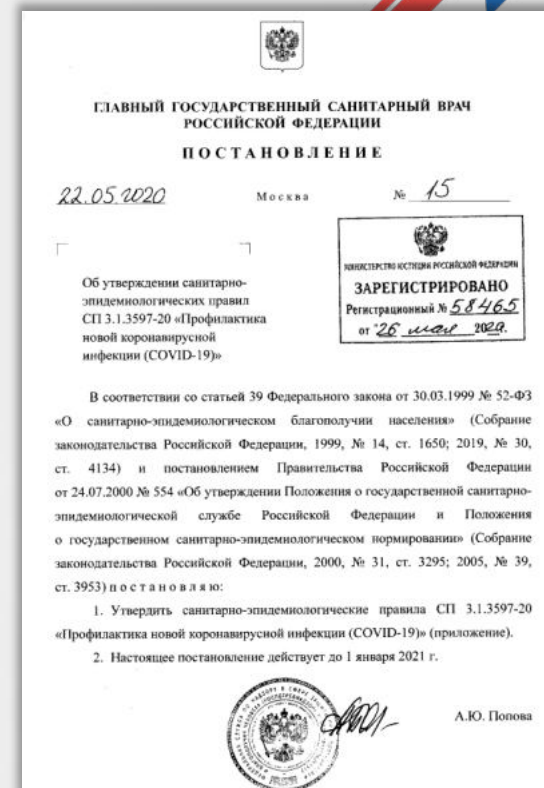 ГЛАВНЫЙ ГОСУДАРСТВЕННЫЙ САНИТАРНЫЙ ВРАЧ
РОССИЙСКОЙ ФЕДЕРАЦИИ
ПОСТАНОВЛЕНИЕ
22.05.2020 Москва № 15
МИНИСТЕРСТВО ЮСТИЦИИ РОССИЙСКОЙ ФЕДЕРАЦИИ
ЗАРЕГИСТРИРОВАНО
Регистрационный № 58465
от "26 мая 2020.
Об утверждении санитарно-
эпидемиологических правил
СП 3.1.3597-20 «Профилактика
новой коронавирусной
инфекции (COVID-19)»
В соответствии со статьей 39 Федерального закона от 30.03.1999 № 52-ФЗ
«О санитарно-эпидемиологическом благополучии населения» (Собрание
законодательства Российской Федерации, 1999, № 14, ст. 1650; 2019, № 30,
ст. 4134) и постановлением Правительства Российской Федерации
от 24.07.2000 № 554 «Об утверждении Положения о государственной санитарно-
эпидемиологической службе Российской Федерации и Положения
о государственном санитарно-эпидемиологическом нормировании» (Собрание
законодательства Российской Федерации, 2000, № 31, ст. 3295; 2005, № 39,
ст. 3953) постановляю:
1. Утвердить санитарно-эпидемиологические правила СП 3.1.3597-20
«Профилактика новой коронавирусной инфекции (COVID-19)» (приложение).
2. Настоящее постановление действует до 1 января 2021 г.
А.Ю. Попова